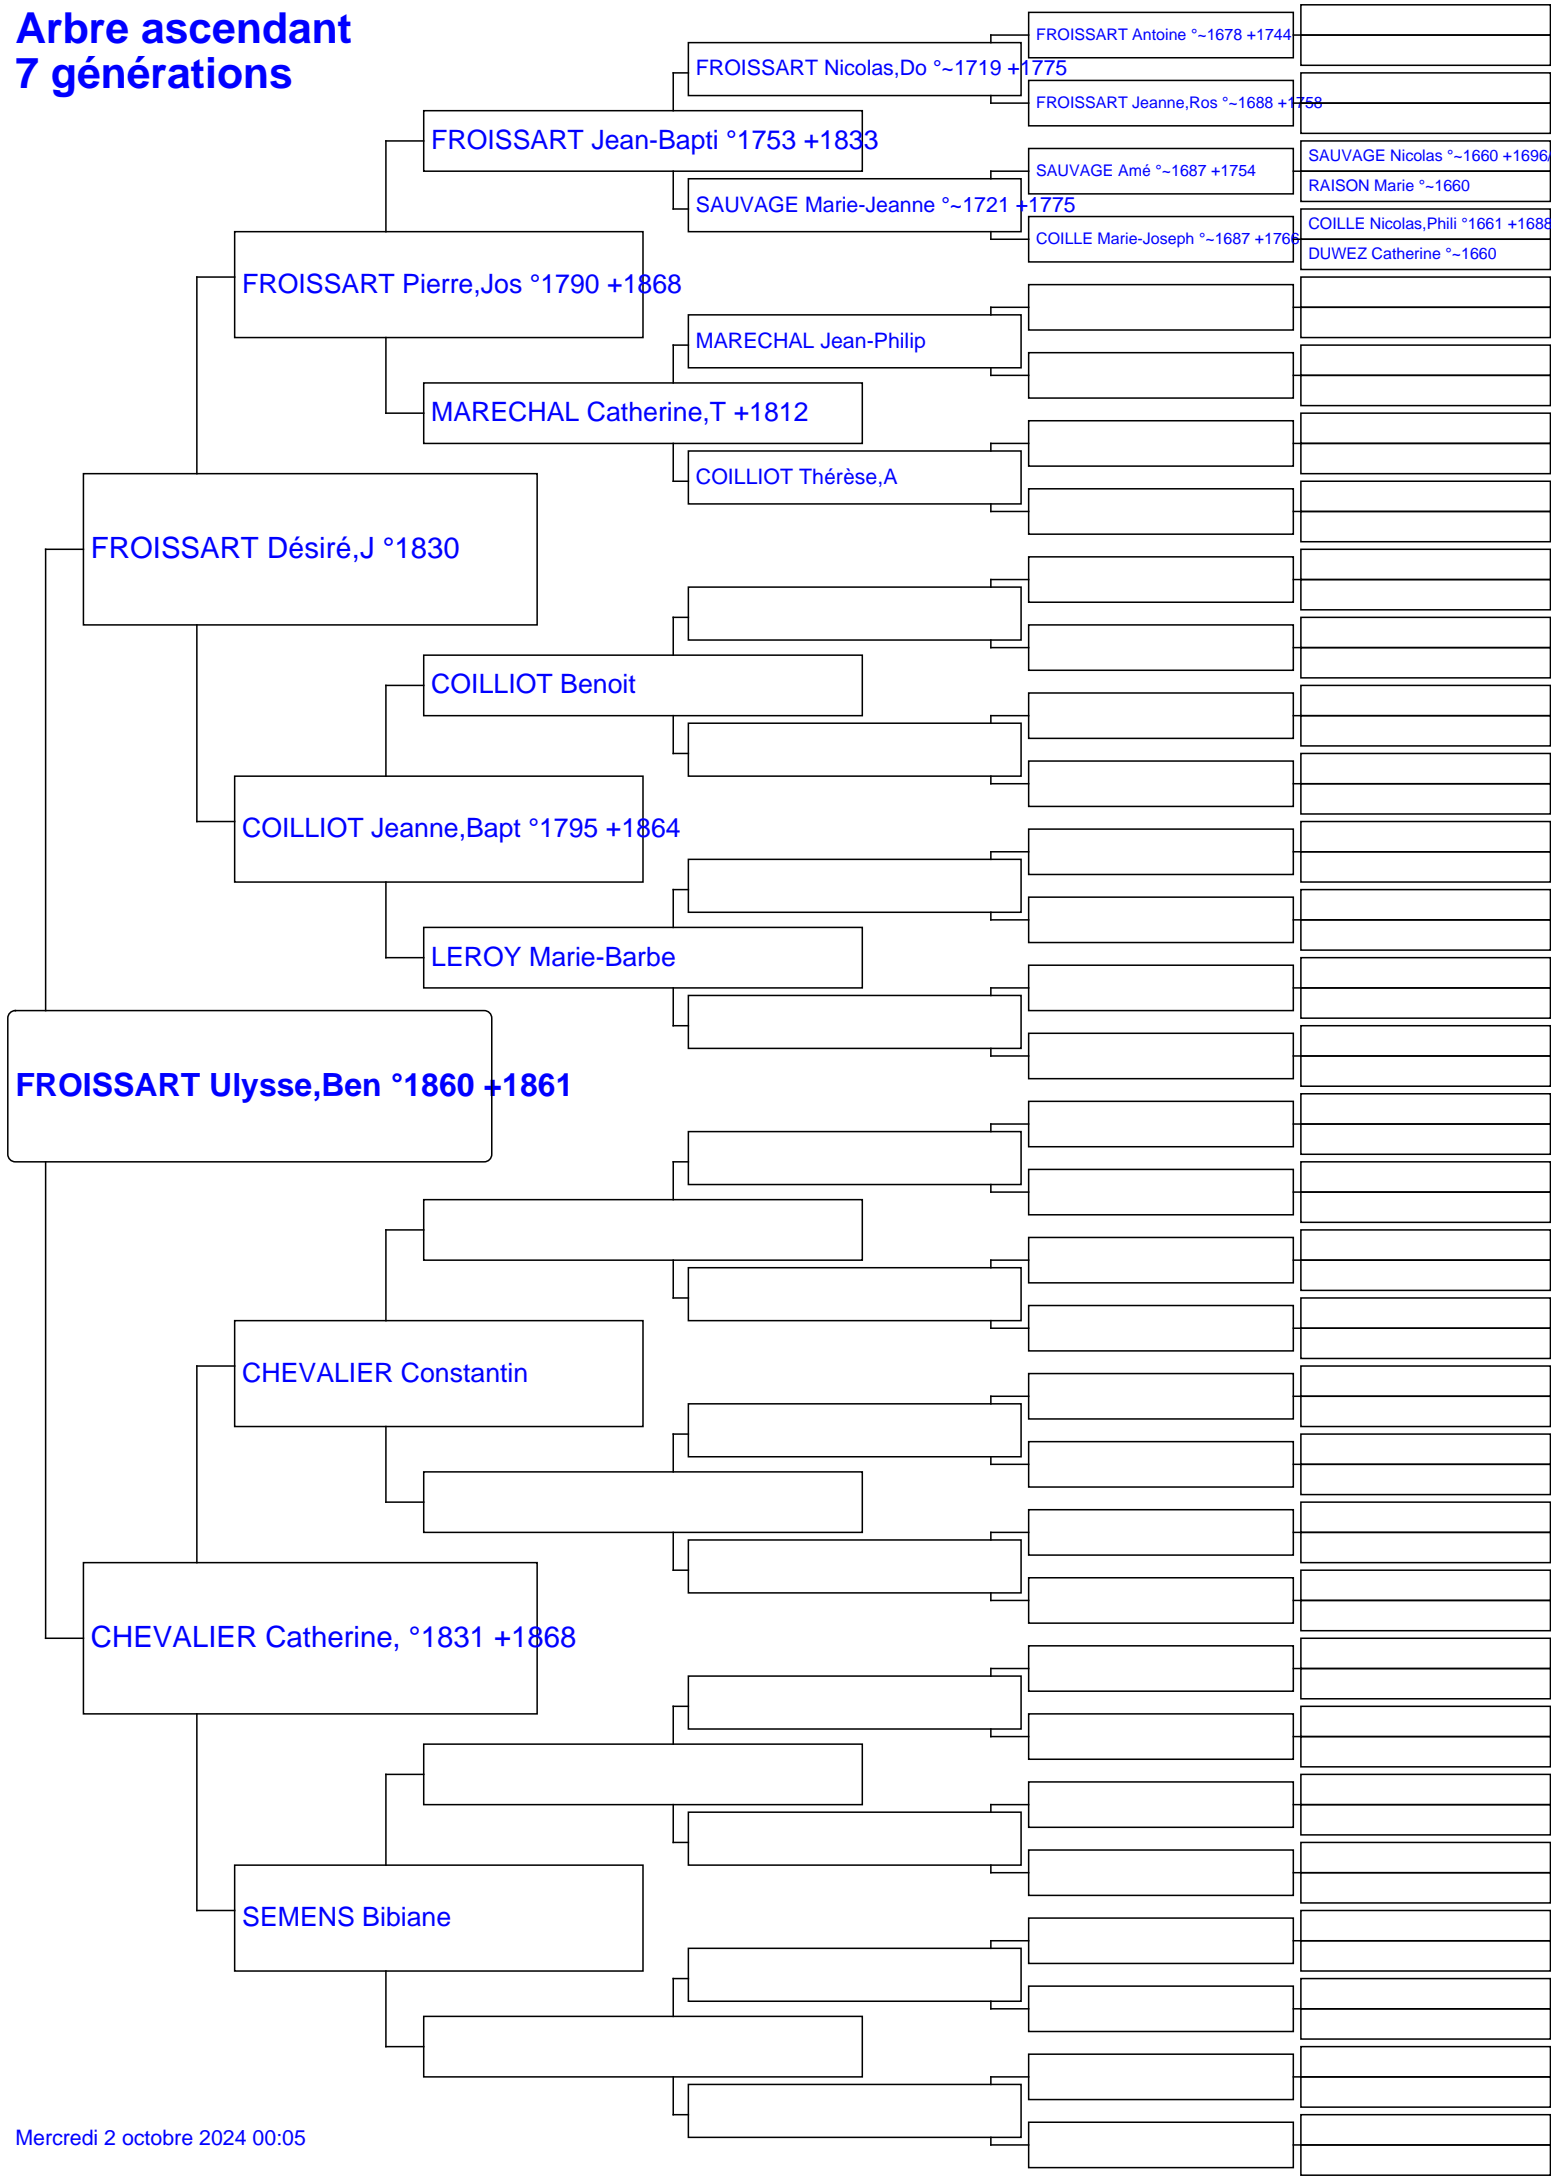 Arbre ascendant
7 générations
FROISSART Antoine °~1678 +1744
FROISSART Nicolas,Do °~1719 +1775
FROISSART Jeanne,Ros °~1688 +1758
FROISSART Jean-Bapti °1753 +1833
SAUVAGE Nicolas °~1660 +1696/
SAUVAGE Amé °~1687 +1754
RAISON Marie °~1660
SAUVAGE Marie-Jeanne °~1721 +1775
COILLE Nicolas,Phili °1661 +1688
COILLE Marie-Joseph °~1687 +1766
DUWEZ Catherine °~1660
FROISSART Pierre,Jos °1790 +1868
MARECHAL Jean-Philip
MARECHAL Catherine,T +1812
COILLIOT Thérèse,A
FROISSART Désiré,J °1830
COILLIOT Benoit
COILLIOT Jeanne,Bapt °1795 +1864
LEROY Marie-Barbe
FROISSART Ulysse,Ben °1860 +1861
CHEVALIER Constantin
CHEVALIER Catherine, °1831 +1868
SEMENS Bibiane
Mercredi 2 octobre 2024 00:05